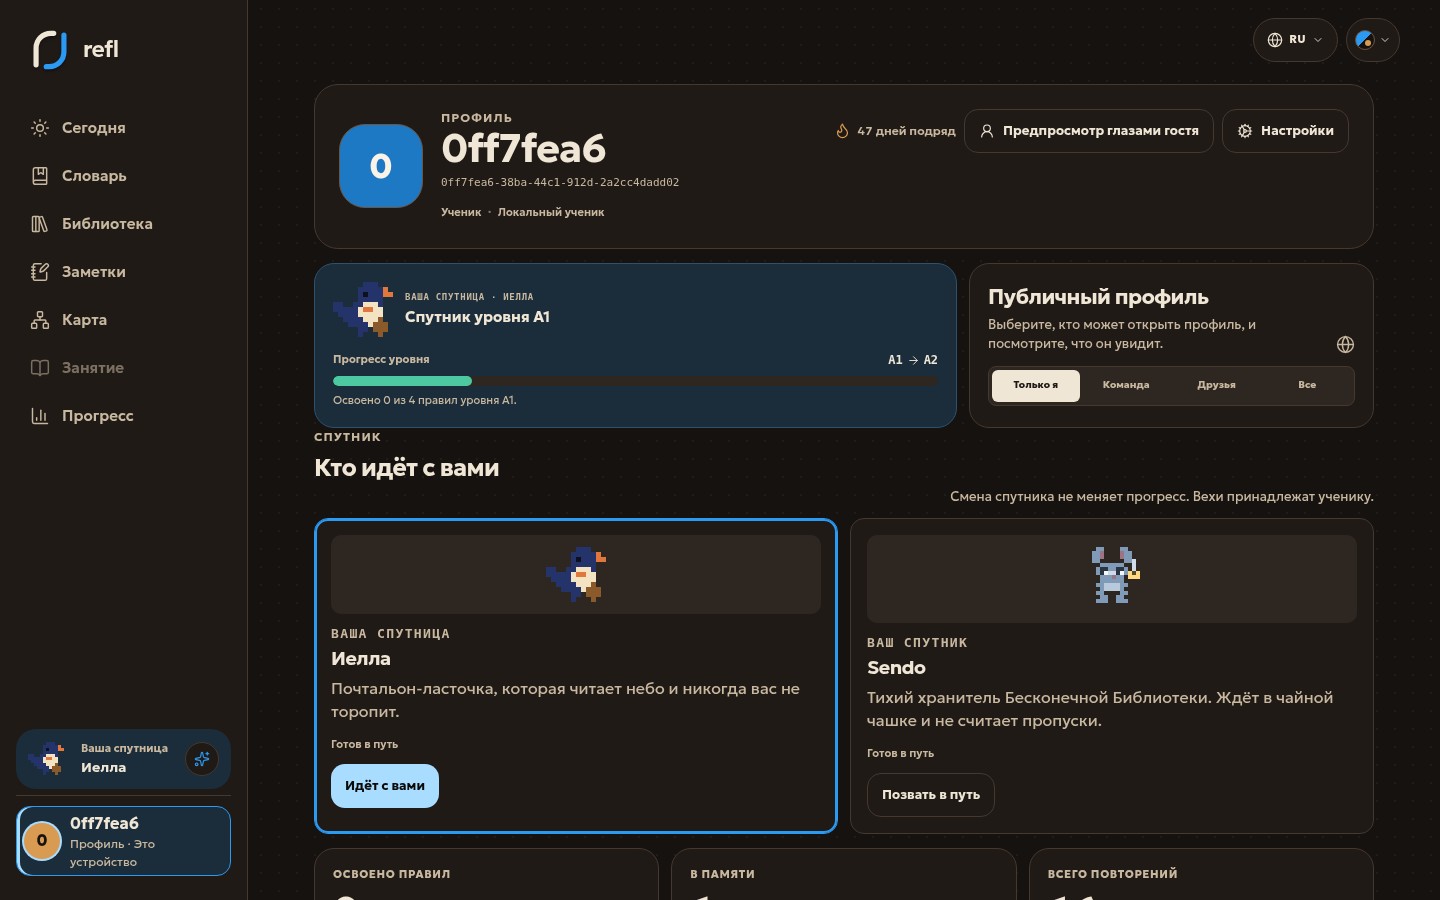 refl
RU
Сегодня
Словарь
Библиотека
Заметки
Карта
Занятие
Прогресс
Ваша спутница
Иелла
0
0ff7fea6
Профиль · Это
устройство
0
ПРОФИЛЬ
0ff7fea6
0ff7fea6-38ba-44c1-912d-2a2cc4dadd02
Ученик · Локальный ученик
47 дней подряд
Предпросмотр глазами гостя
Настройки
ВАША СПУТНИЦА · ИЕЛЛА
Спутник уровня A1
Прогресс уровня
A1 → A2
Освоено 0 из 4 правил уровня A1.
Публичный профиль
Выберите, кто может открыть профиль, и
посмотрите, что он увидит.
Только я
Команда
Друзья
Все
СПУТНИК
Кто идёт с вами
Смена спутника не меняет прогресс. Вехи принадлежат ученику.
ВАША СПУТНИЦА
Иелла
Почтальон-ласточка, которая читает небо и никогда вас не
торопит.
Готов в путь
Идёт с вами
ВАШ СПУТНИК
Sendo
Тихий хранитель Бесконечной Библиотеки. Ждёт в чайной
чашке и не считает пропуски.
Готов в путь
Позвать в путь
ОСВОЕНО ПРАВИЛ
В ПАМЯТИ
ВСЕГО ПОВТОРЕНИЙ